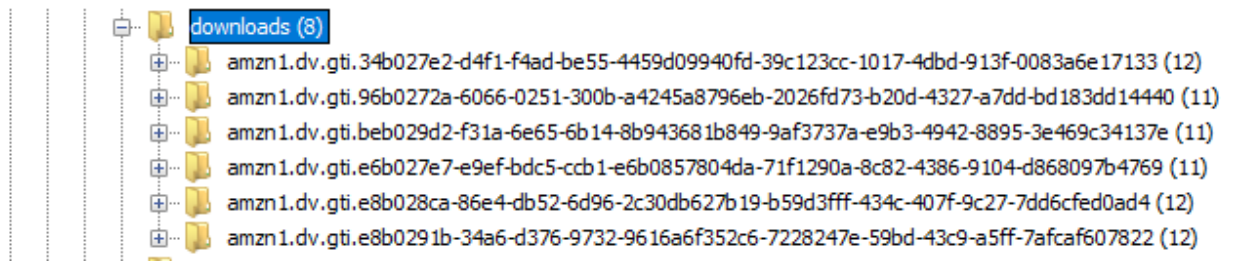 downloads (8)
amzn1.dv.gti.34b027e2-d4f1-f4ad-be55-4459d09940fd-39c123cc-1017-4dbd-913f-0083a6e17133 (12)
amzn1.dv.gti.96b0272a-6066-0251-300b-a4245a8796eb-2026fd73-b20d-4327-a7dd-bd183dd14440 (11)
amzn1.dv.gti.beb029d2-f31a-6e65-6b14-8b943681b849-9af3737a-e9b3-4942-8895-3e469c34137e (11)
amzn1.dv.gti.e6b027e7-e9ef-bdc5-ccb1-e6b0857804da-71f1290a-8c82-4386-9104-d868097b4769 (11)
amzn1.dv.gti.e8b028ca-86e4-db52-6d96-2c30db627b19-b59d3fff-434c-407f-9c27-7dd6cfed0ad4 (12)
amzn1.dv.gti.e8b0291b-34a6-d376-9732-9616a6f352c6-7228247e-59bd-43c9-a5ff-7afcaf607822 (12)